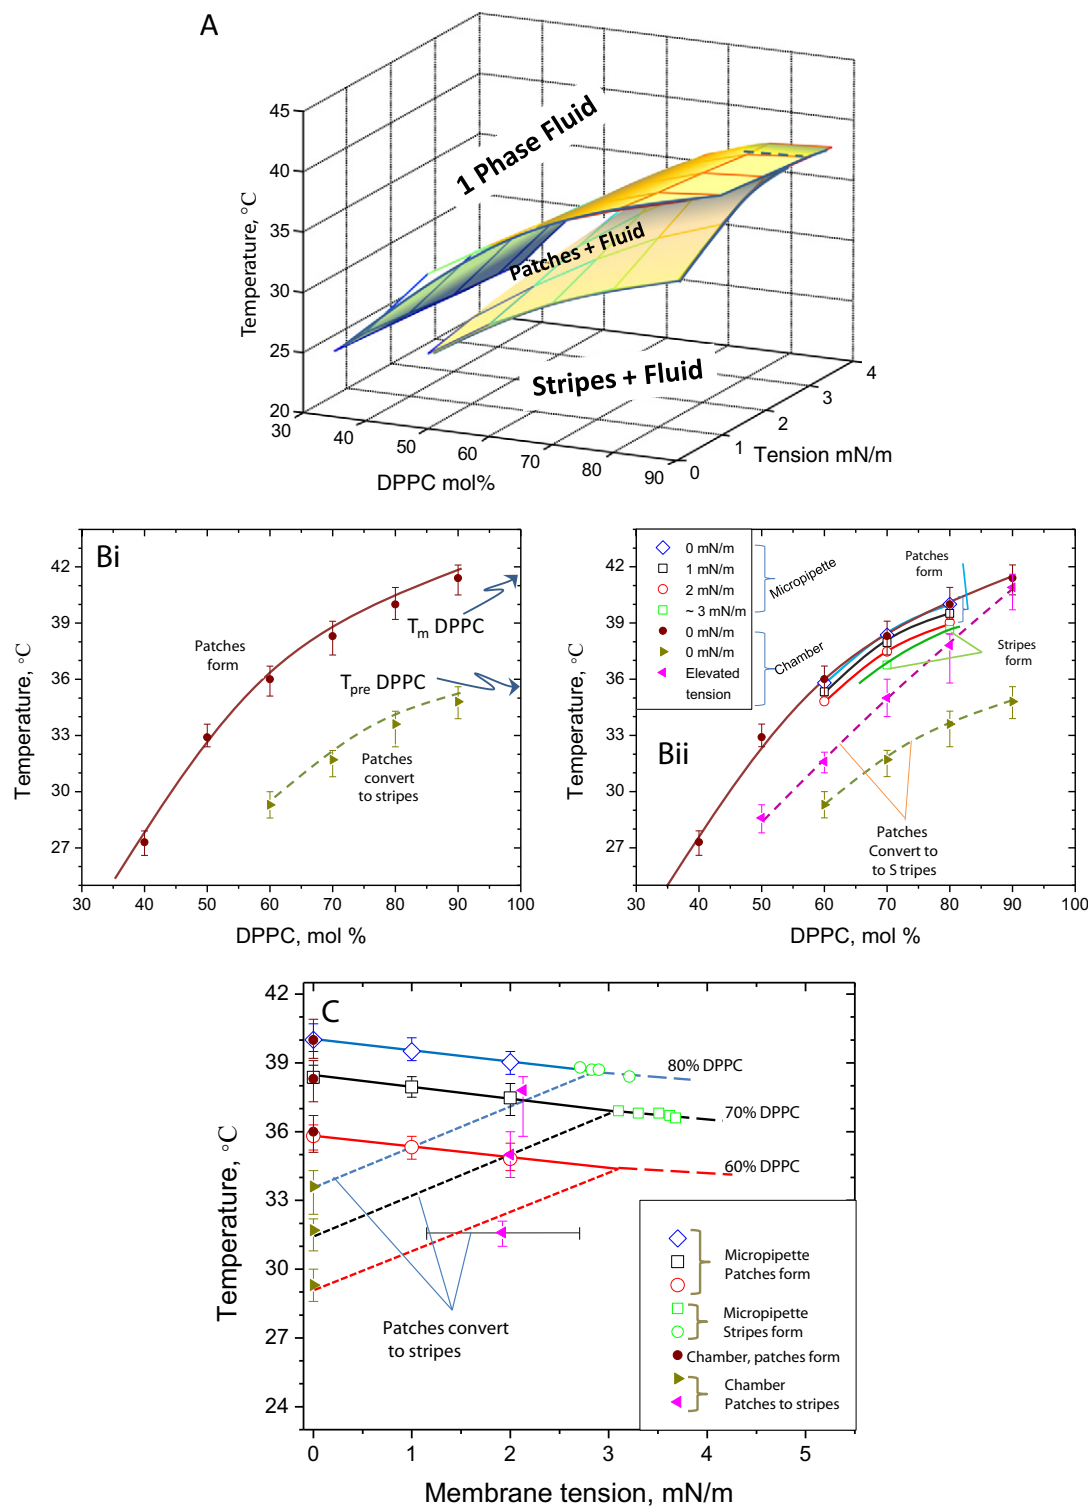 A
45
40
35
30
25
20
Temperature, °C
1 Phase Fluid
Patches + Fluid
Stripes + Fluid
30
40
50
60
70
80
90
DPPC mol%
0
1
2
3
4
Tension mN/m
Bi
42
39
36
33
30
27
Temperature, °C
Patches
form
Tm DPPC
Tpre DPPC
Patches
convert
to stripes
30 40 50 60 70 80 90 100
DPPC, mol %
Bii
42
39
36
33
30
27
Temperature, °C
0 mN/m
1 mN/m
2 mN/m
~ 3 mN/m
0 mN/m
0 mN/m
Elevated
tension
Micropipette
Chamber
Patches
form
Stripes
form
Patches
Convert to
to S tripes
30 40 50 60 70 80 90 100
DPPC, mol %
C
42
39
36
33
30
27
24
Temperature, °C
80% DPPC
70% DPPC
60% DPPC
Patches convert
to stripes
Micropipette
Patches form
Micropipette
Stripes form
Chamber, patches form
Chamber
Patches to stripes
0 1 2 3 4 5
Membrane tension, mN/m